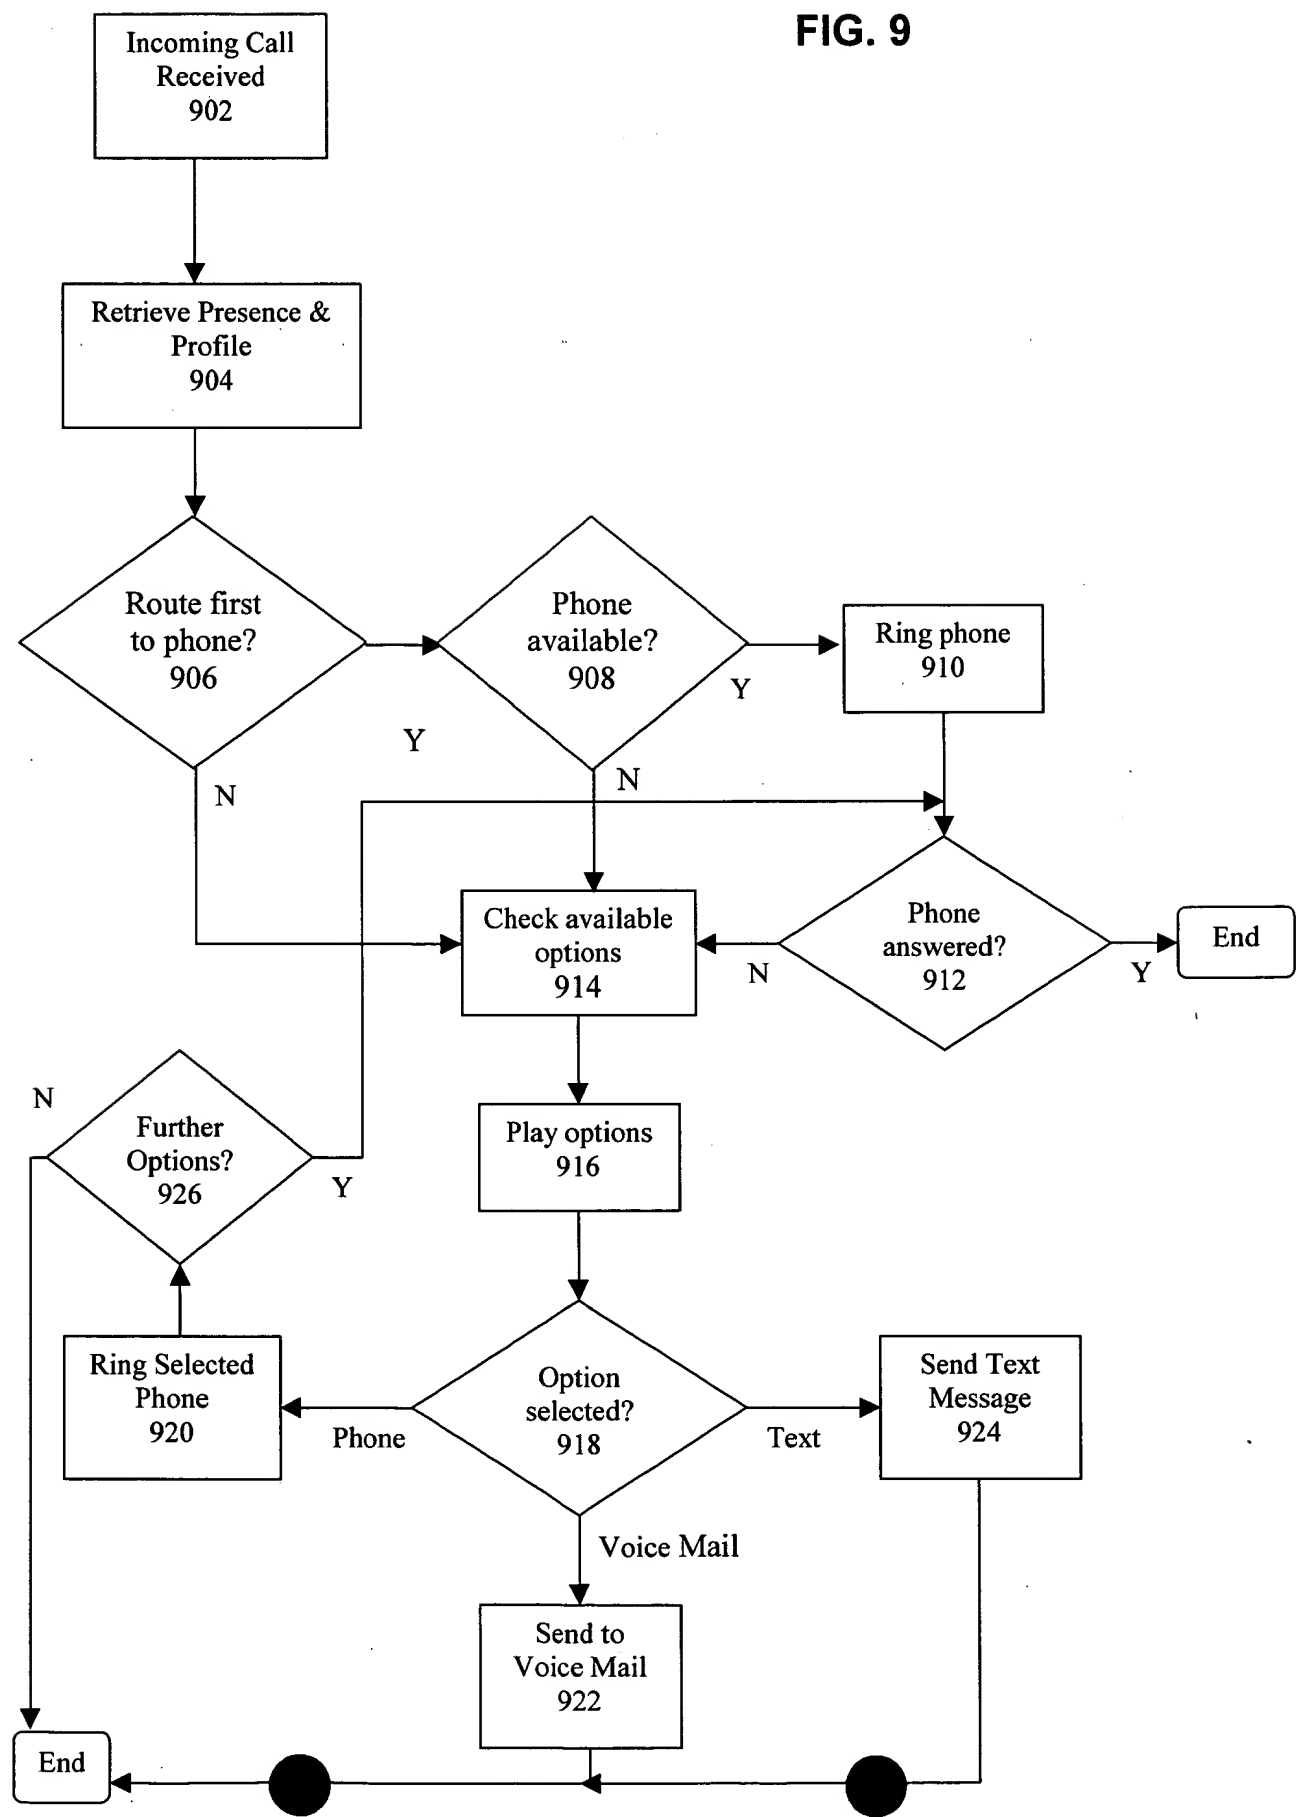 FIG. 9
Incoming Call
Received
902
Retrieve Presence &
Profile
904
Route first
to phone?
906
Phone
available?
908
Ring phone
910
Y
Y
N
N
Check available
options
914
Phone
answered?
912
End
N
Y
N
Further
Options?
926
Y
Play options
916
Ring Selected
Phone
920
Option
selected?
918
Send Text
Message
924
Phone
Text
Voice Mail
Send to
Voice Mail
922
End